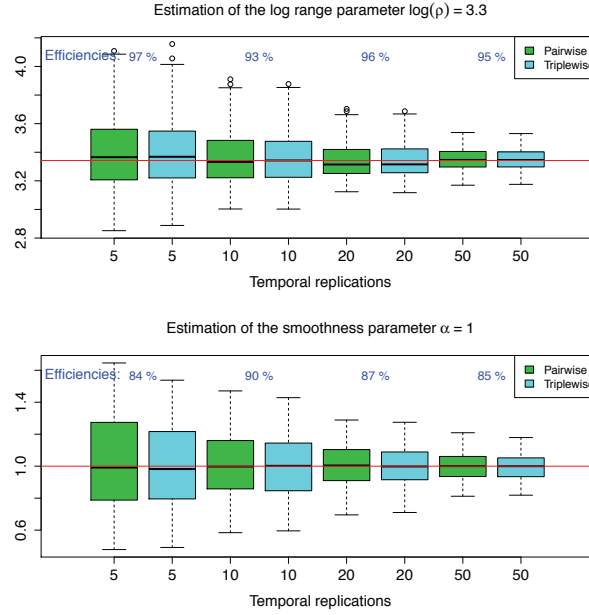 Estimation of the log range parameter log(ρ) = 3.3
Efficiencies: 97 % 93 % 96 % 95 %
Pairwise
Triplewise
4.0
3.6
3.2
2.8
5 5 10 10 20 20 50 50
Temporal replications
Estimation of the smoothness parameter α = 1
Efficiencies: 84 % 90 % 87 % 85 %
Pairwise
Triplewise
1.4
1.0
0.6
5 5 10 10 20 20 50 50
Temporal replications